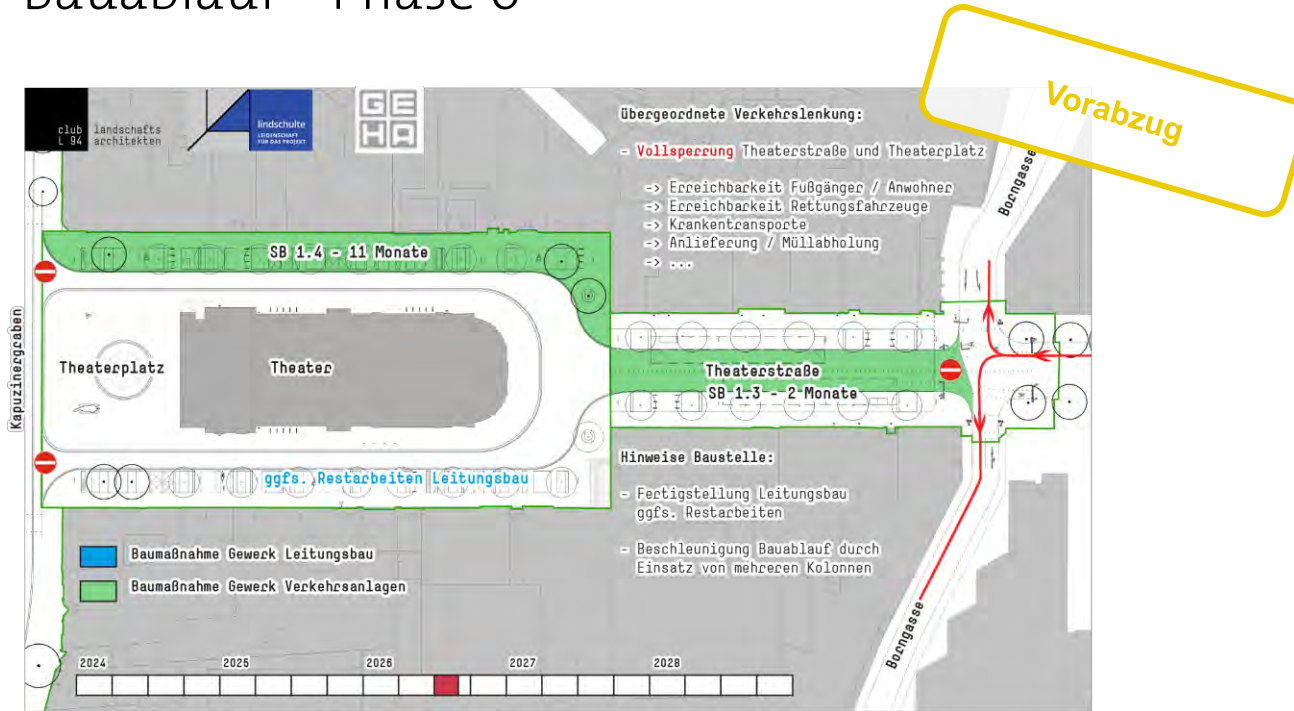 Bauablauf - Phase 6
Vorabzug
club
L 94
landschafts
architekten
lindschulte
LEIDENSCHAFT
FÜR DAS PROJEKT
GE
HA
übergeordnete Verkehrslenkung:
- Vollsperrung Theaterstraße und Theaterplatz
-> Erreichbarkeit Fußgänger / Anwohner
-> Erreichbarkeit Rettungsfahrzeuge
-> Krankentransporte
-> Anlieferung / Müllabholung
-> ...
Borngasse
SB 1.4 - 11 Monate
Kapuzinergraben
Theaterplatz
Theater
Theaterstraße
SB 1.3 - 2 Monate
ggfs. Restarbeiten Leitungsbau
Hinweise Baustelle:
- Fertigstellung Leitungsbau
ggfs. Restarbeiten
- Beschleunigung Bauablauf durch
Einsatz von mehreren Kolonnen
Baumaßnahme Gewerk Leitungsbau
Baumaßnahme Gewerk Verkehrsanlagen
Borngasse
2024
2025
2026
2027
2028